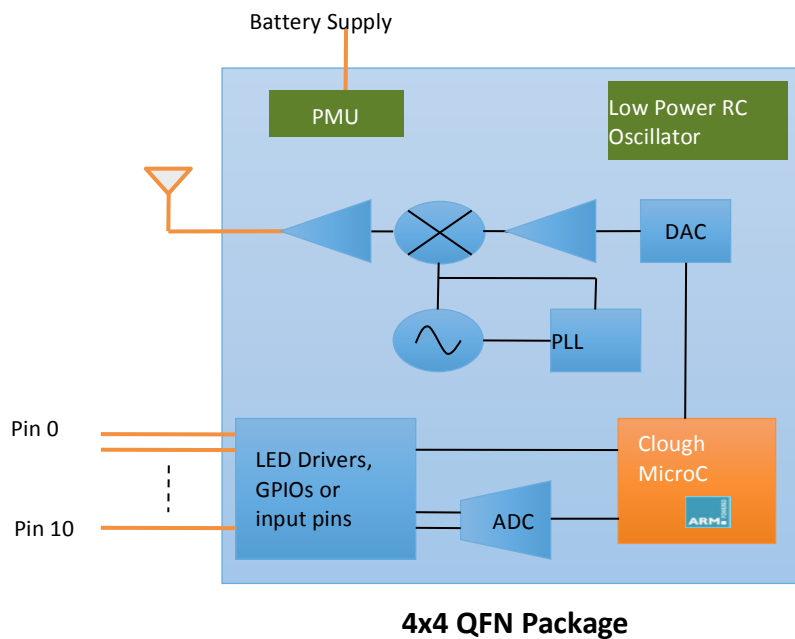 Battery Supply
PMU
Low Power RC
Oscillator
DAC
PLL
Pin 0
LED Drivers,
GPIOs or
input pins
Clough
MicroC
ADC
ARM
Pin 10
4x4 QFN Package